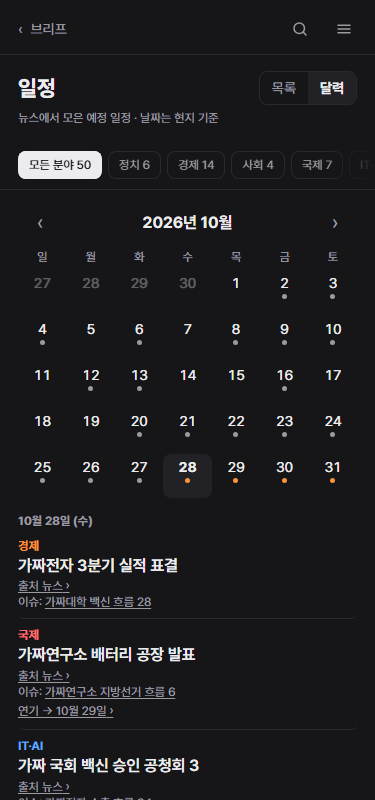 ‹ 브리프
일정
목록 달력
뉴스에서 모은 예정 일정 · 날짜는 현지 기준
모든 분야 50 정치 6 경제 14 사회 4 국제 7 IT
‹ 2026년 10월 ›
일 월 화 수 목 금 토
27 28 29 30 1 2 3
4 5 6 7 8 9 10
11 12 13 14 15 16 17
18 19 20 21 22 23 24
25 26 27 28 29 30 31
10월 28일 (수)
경제
가짜전자 3분기 실적 표결
출처 뉴스 ›
이슈: 가짜대학 백신 흐름 28
국제
가짜연구소 배터리 공장 발표
출처 뉴스 ›
이슈: 가짜연구소 지방선거 흐름 6
연기 → 10월 29일 ›
IT·AI
가짜 국회 백신 승인 공청회 3
출처 뉴스 ›